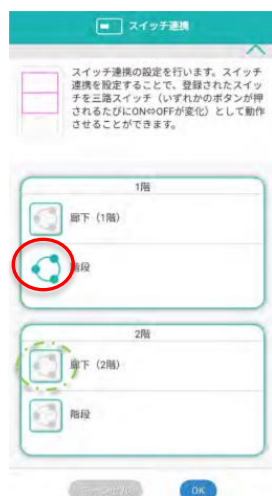 スイッチ連携
スイッチ連携の設定を行います。スイッチ
連携を設定することで、登録されたスイッ
チを三路スイッチ（いずれかのボタンが押
されるたびにON⇔OFFが変化）として動作
させることができます。
1階
廊下（1階）
階段
2階
廊下（2階）
階段
キャンセル
OK